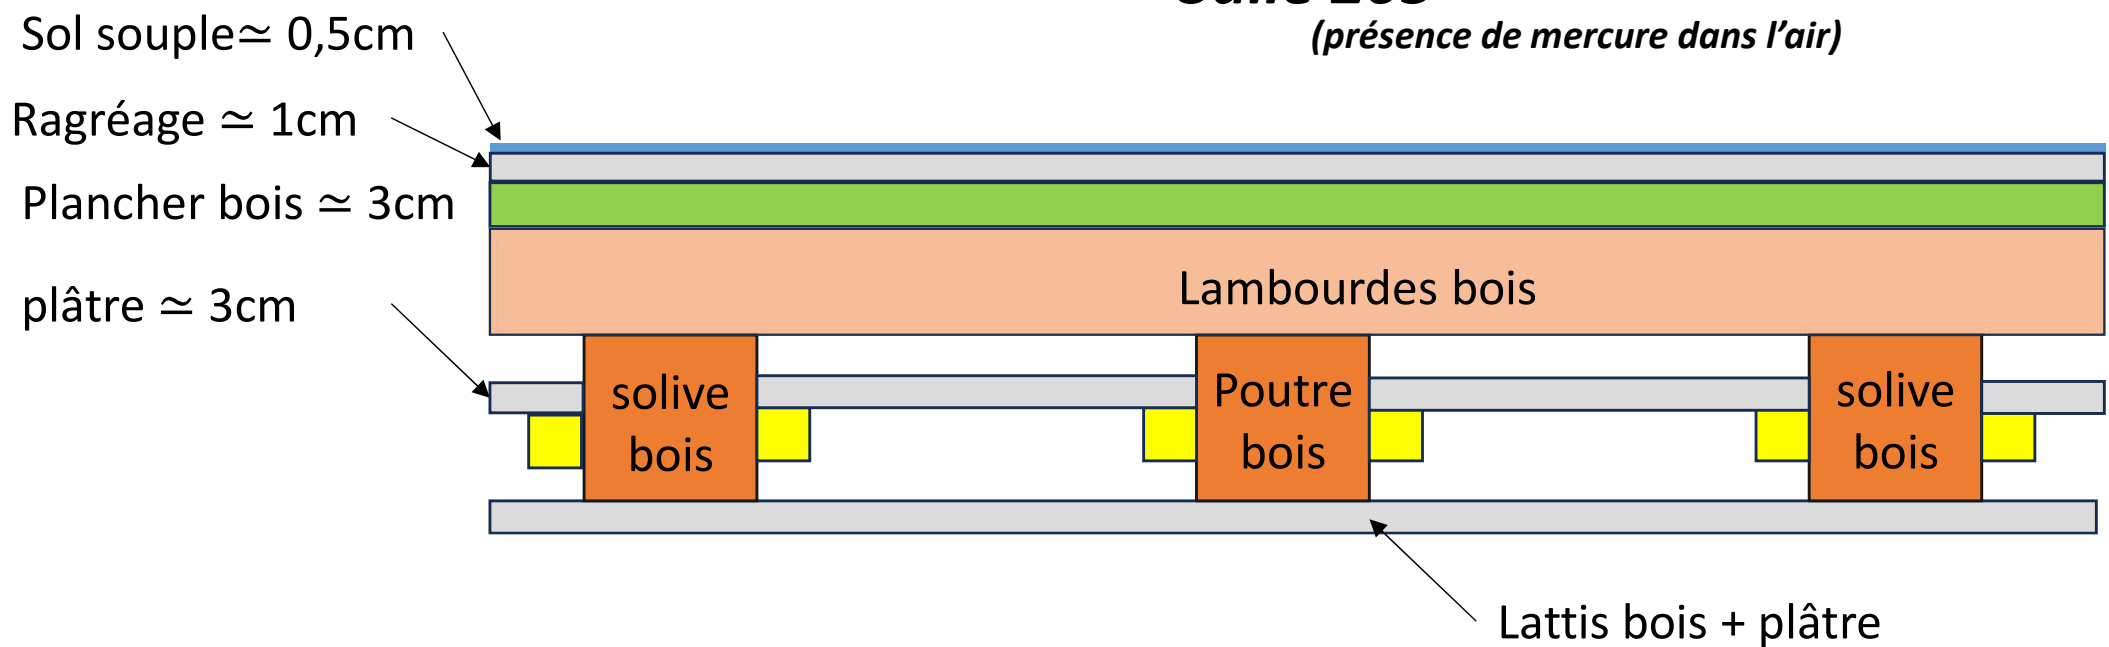 (présence de mercure dans l'air)
Sol souple≃ 0,5cm
Ragréage ≃ 1cm
Plancher bois ≃ 3cm
plâtre ≃ 3cm
Lambourdes bois
solive
bois
Poutre
bois
solive
bois
Lattis bois + plâtre